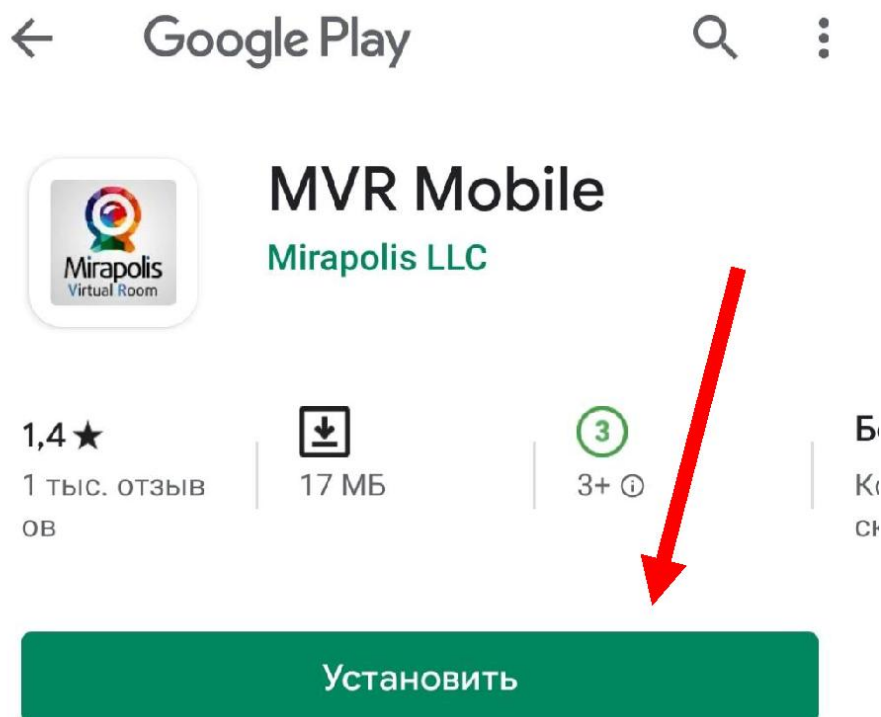 Google Play
MVR Mobile
Mirapolis LLC
Mirapolis
Virtual Room
1,4★
1 тыс. отзыв
ов
17 МБ
3
3+
Установить